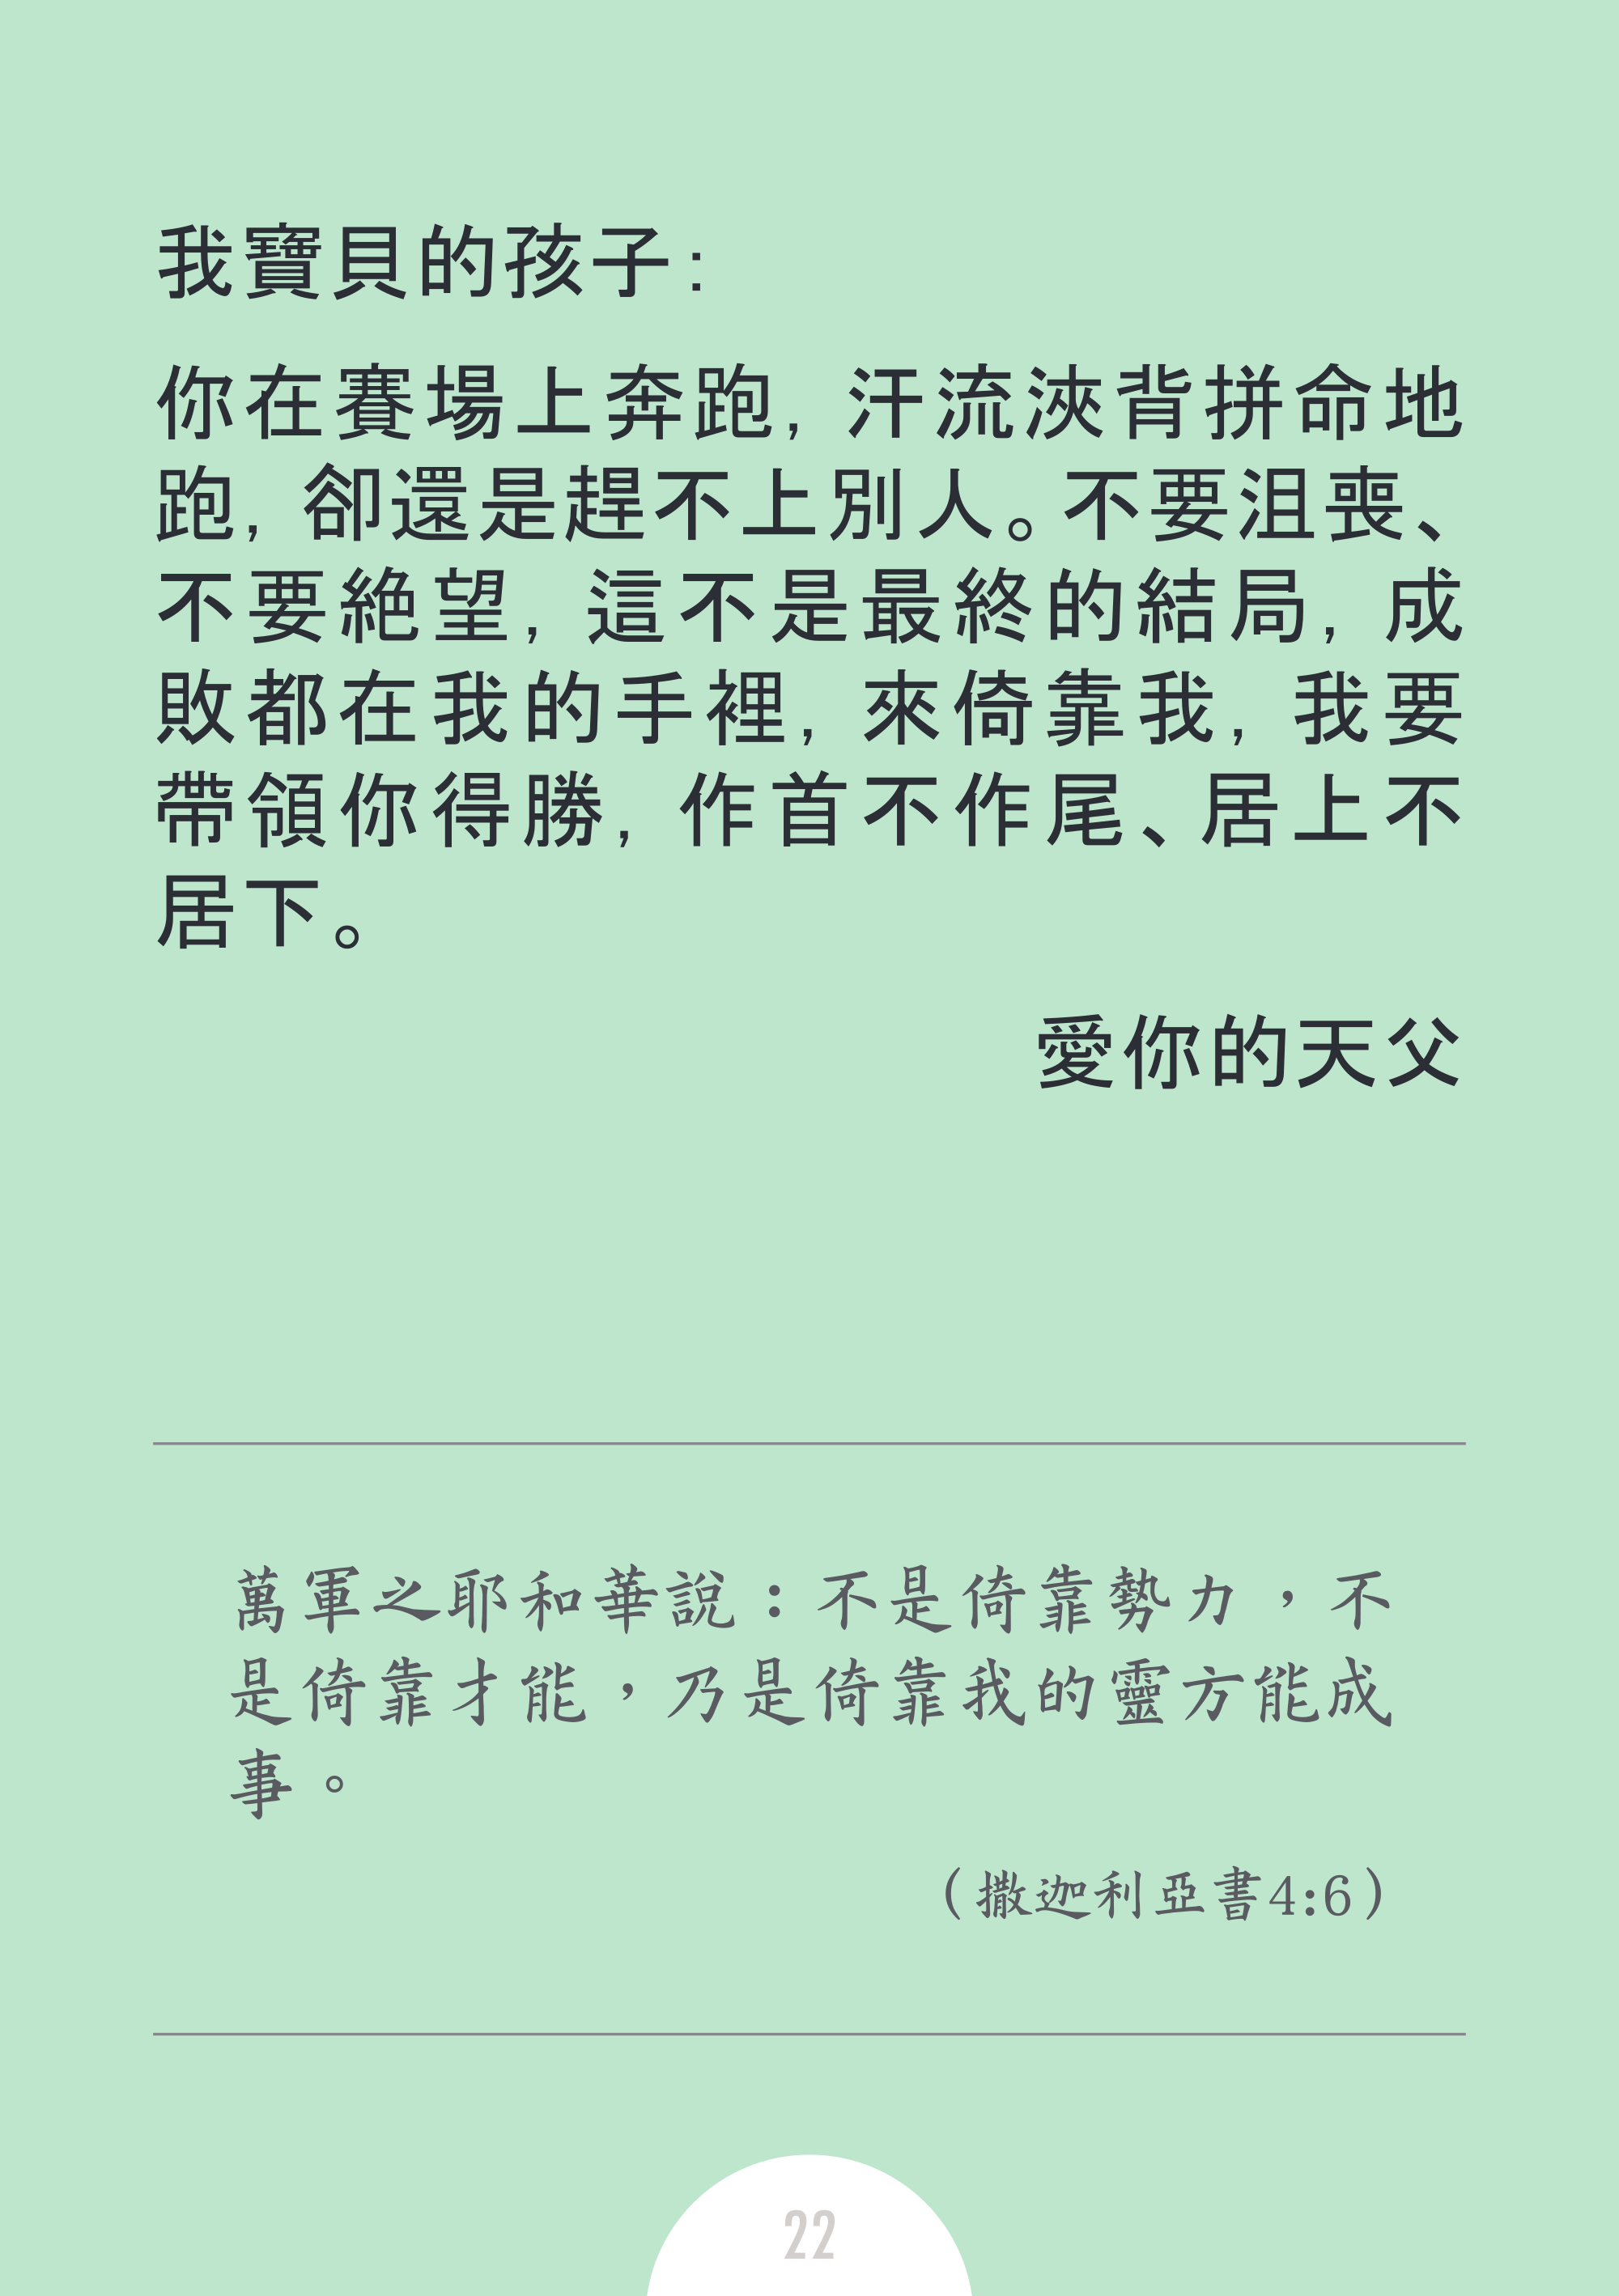 我寶貝的孩子：
你在賽場上奔跑，汗流浹背拼命地
跑，卻還是趕不上別人。不要沮喪、
不要絕望，這不是最終的結局，成
敗都在我的手裡，來倚靠我，我要
帶領你得勝，作首不作尾、居上不
居下。
愛你的天父
萬軍之耶和華說：不是倚靠勢力，不
是倚靠才能，乃是倚靠我的靈方能成
事。
（撒迦利亞書4:6）
22